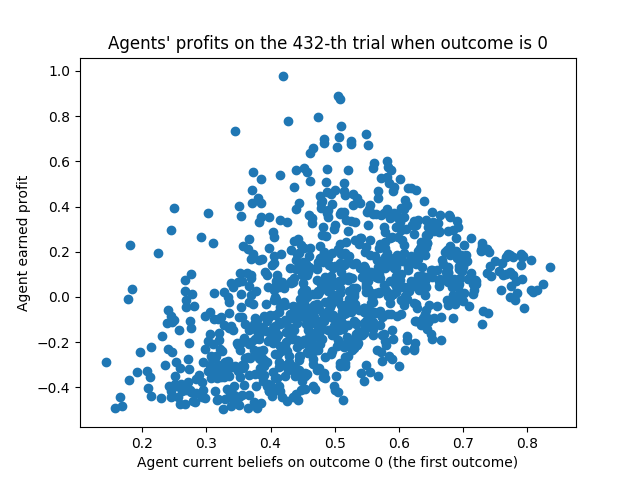 Agents' profits on the 432-th trial when outcome is 0
1.0
0.8
0.6
0.4
0.2
0.0
−0.2
−0.4
Agent earned profit
0.2 0.3 0.4 0.5 0.6 0.7 0.8
Agent current beliefs on outcome 0 (the first outcome)